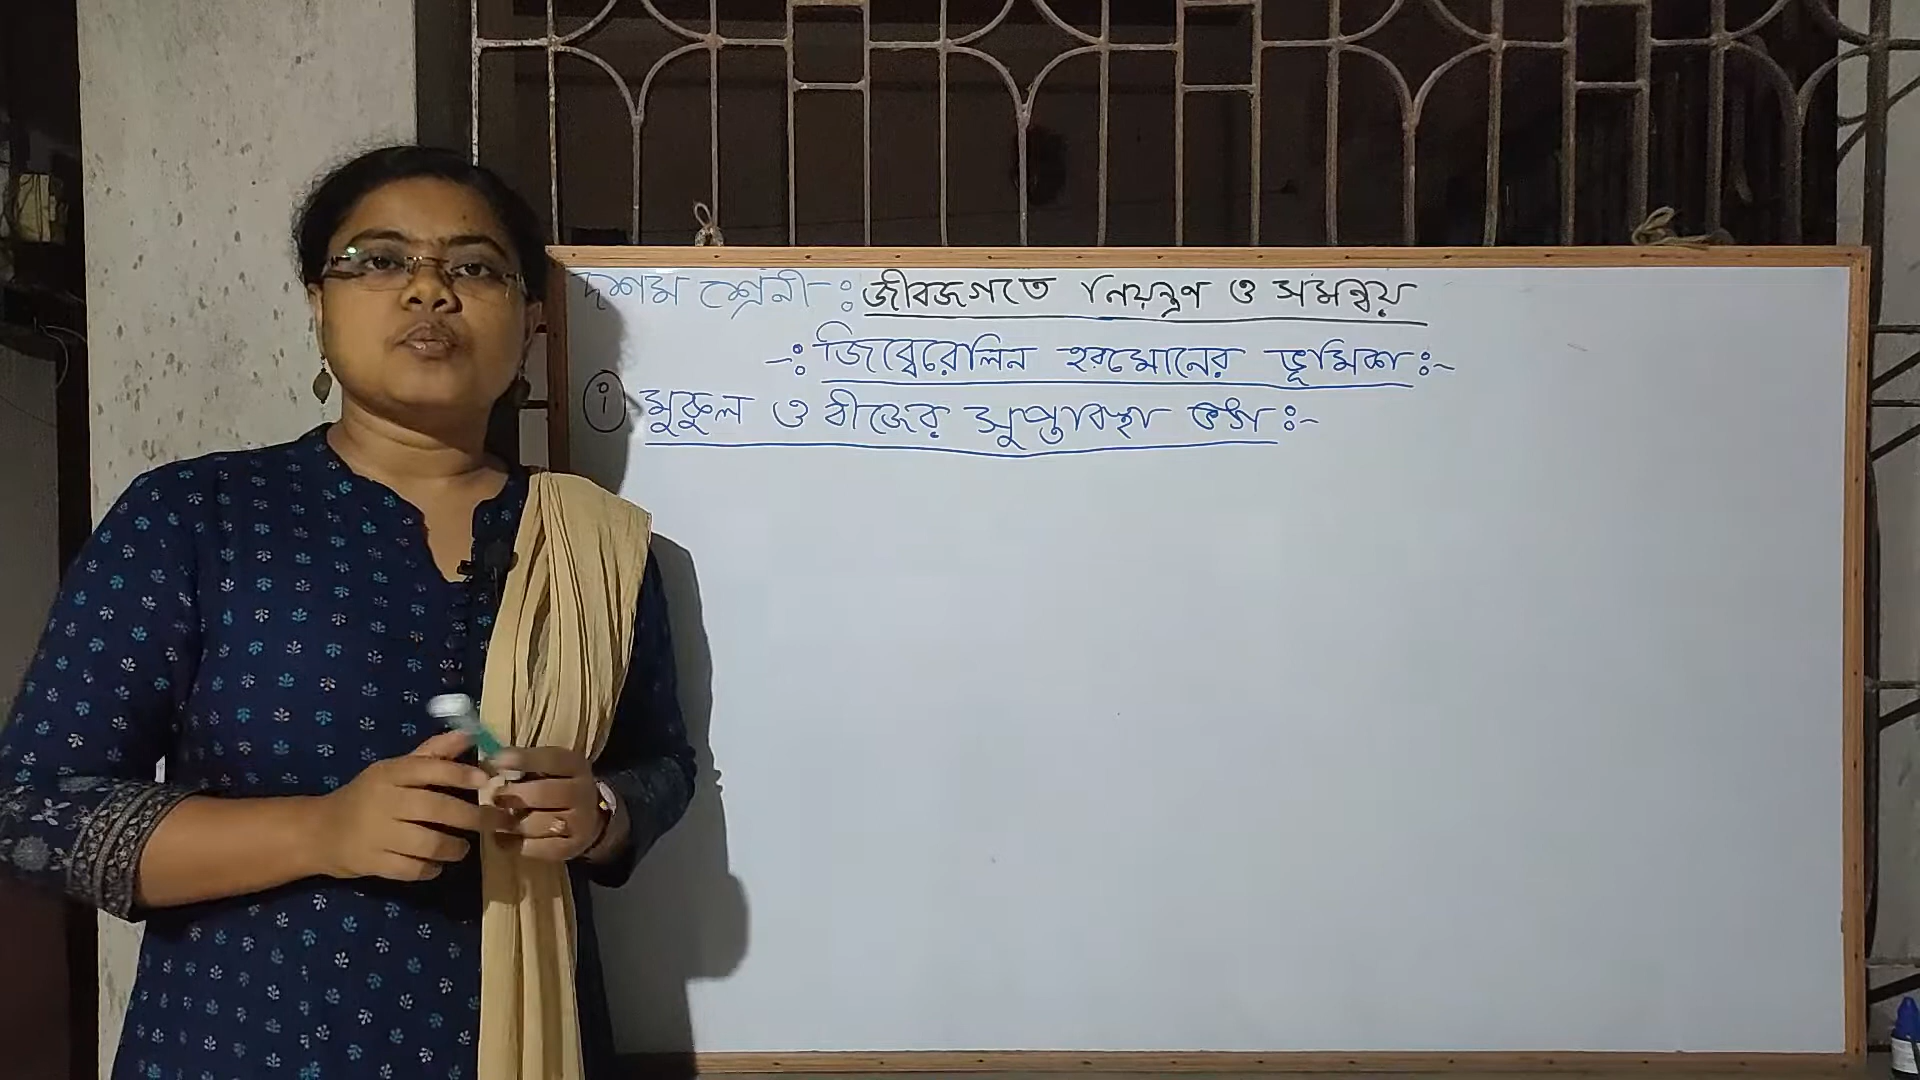 দশম শ্রেনী-: জীবজগতে নিয়ন্ত্রণ ও সমন্বয়
-: জিব্বেরেলিন হরমোনের ভূমিকা :-
i মুকুল ও বীজের সুপ্তাবস্থা ভঙ্গ :-